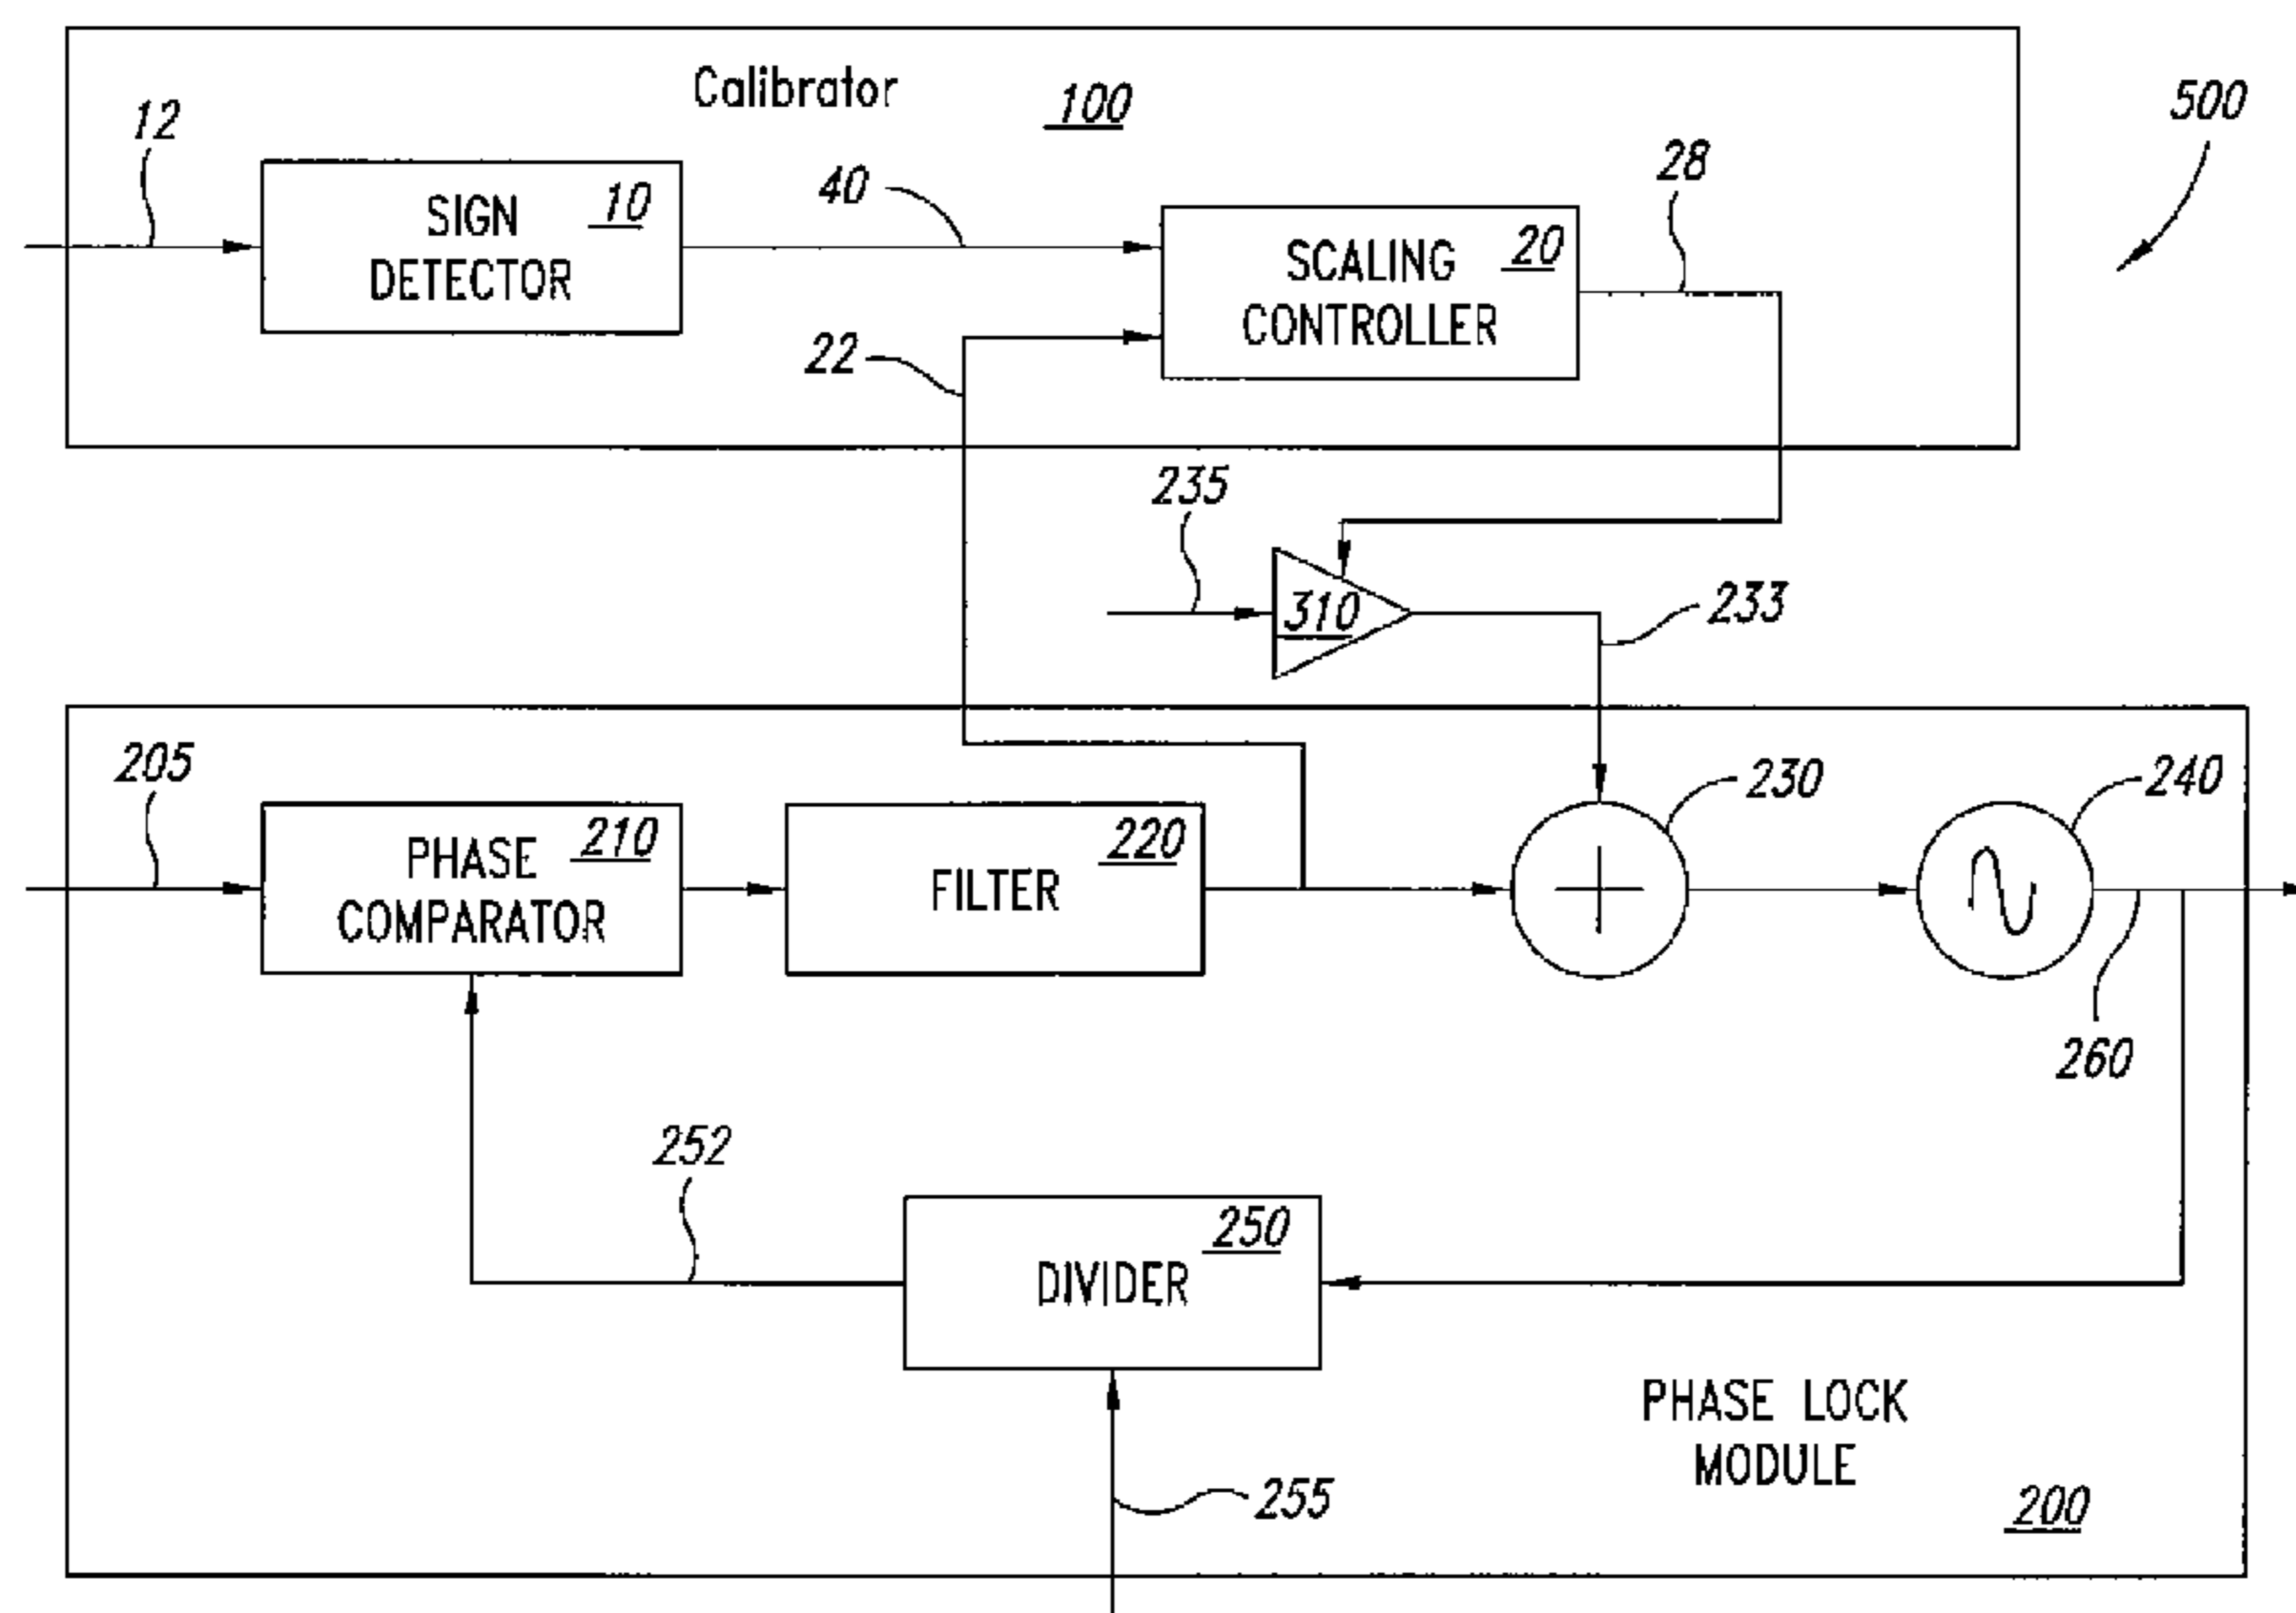 Calibrator 100
500
12
SIGN
DETECTOR
10
40
SCALING
CONTROLLER
20
28
22
235
310
233
205
PHASE
COMPARATOR
210
FILTER
220
230
240
260
252
DIVIDER
250
255
PHASE LOCK
MODULE
200